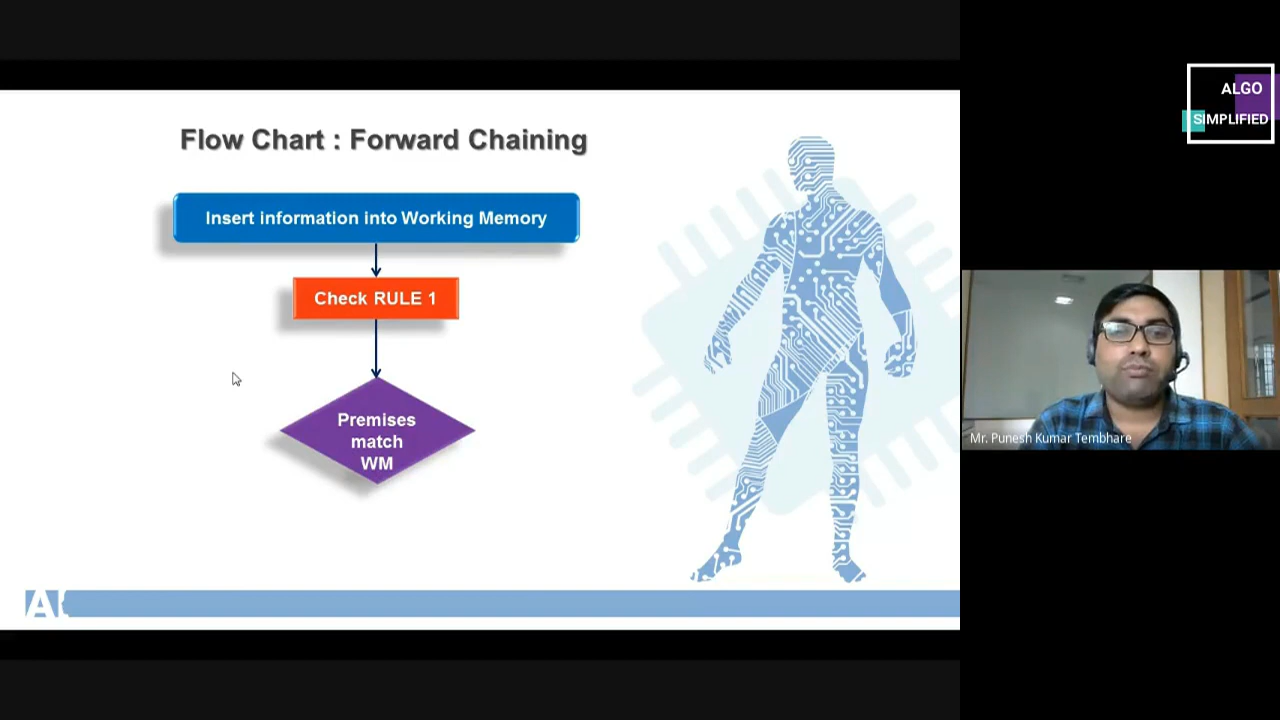 Flow Chart : Forward Chaining
Insert information into Working Memory
Check RULE 1
Premises
match
WM
ALGO
SIMPLIFIED
Mr. Punesh Kumar Tembhare